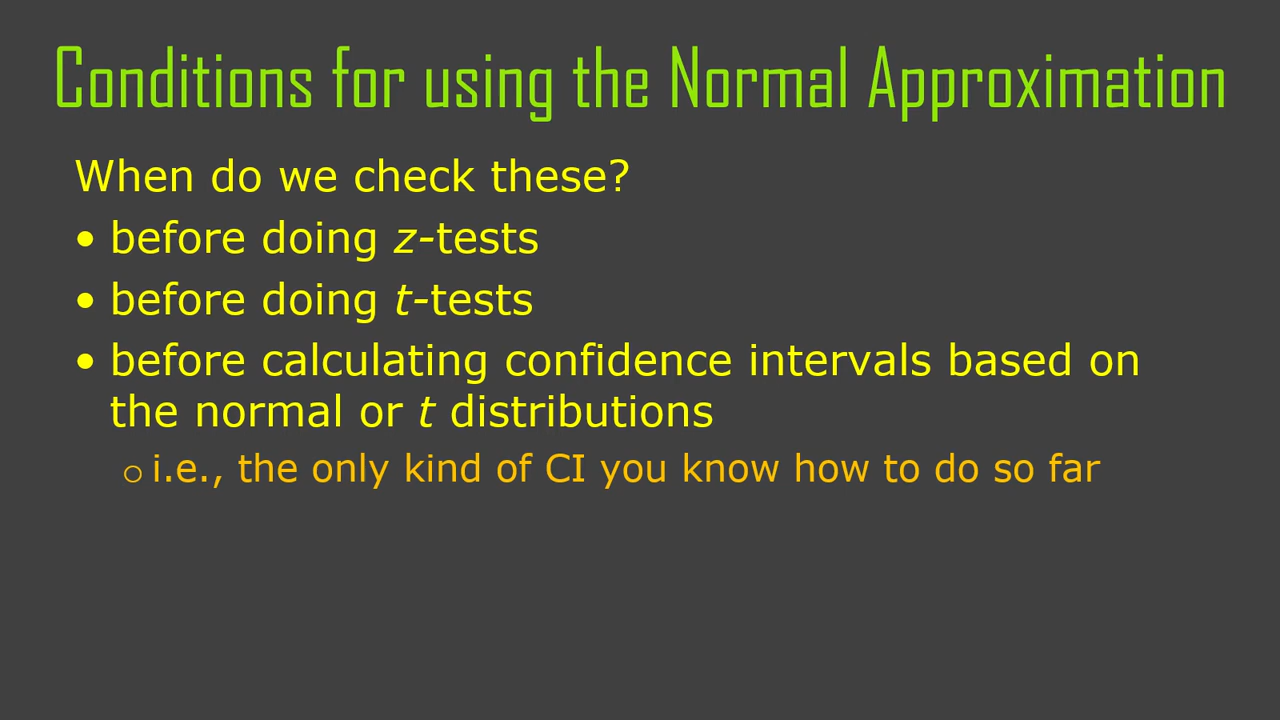 Conditions for using the Normal Approximation
When do we check these?
• before doing z-tests
• before doing t-tests
• before calculating confidence intervals based on
the normal or t distributions
o i.e., the only kind of CI you know how to do so far